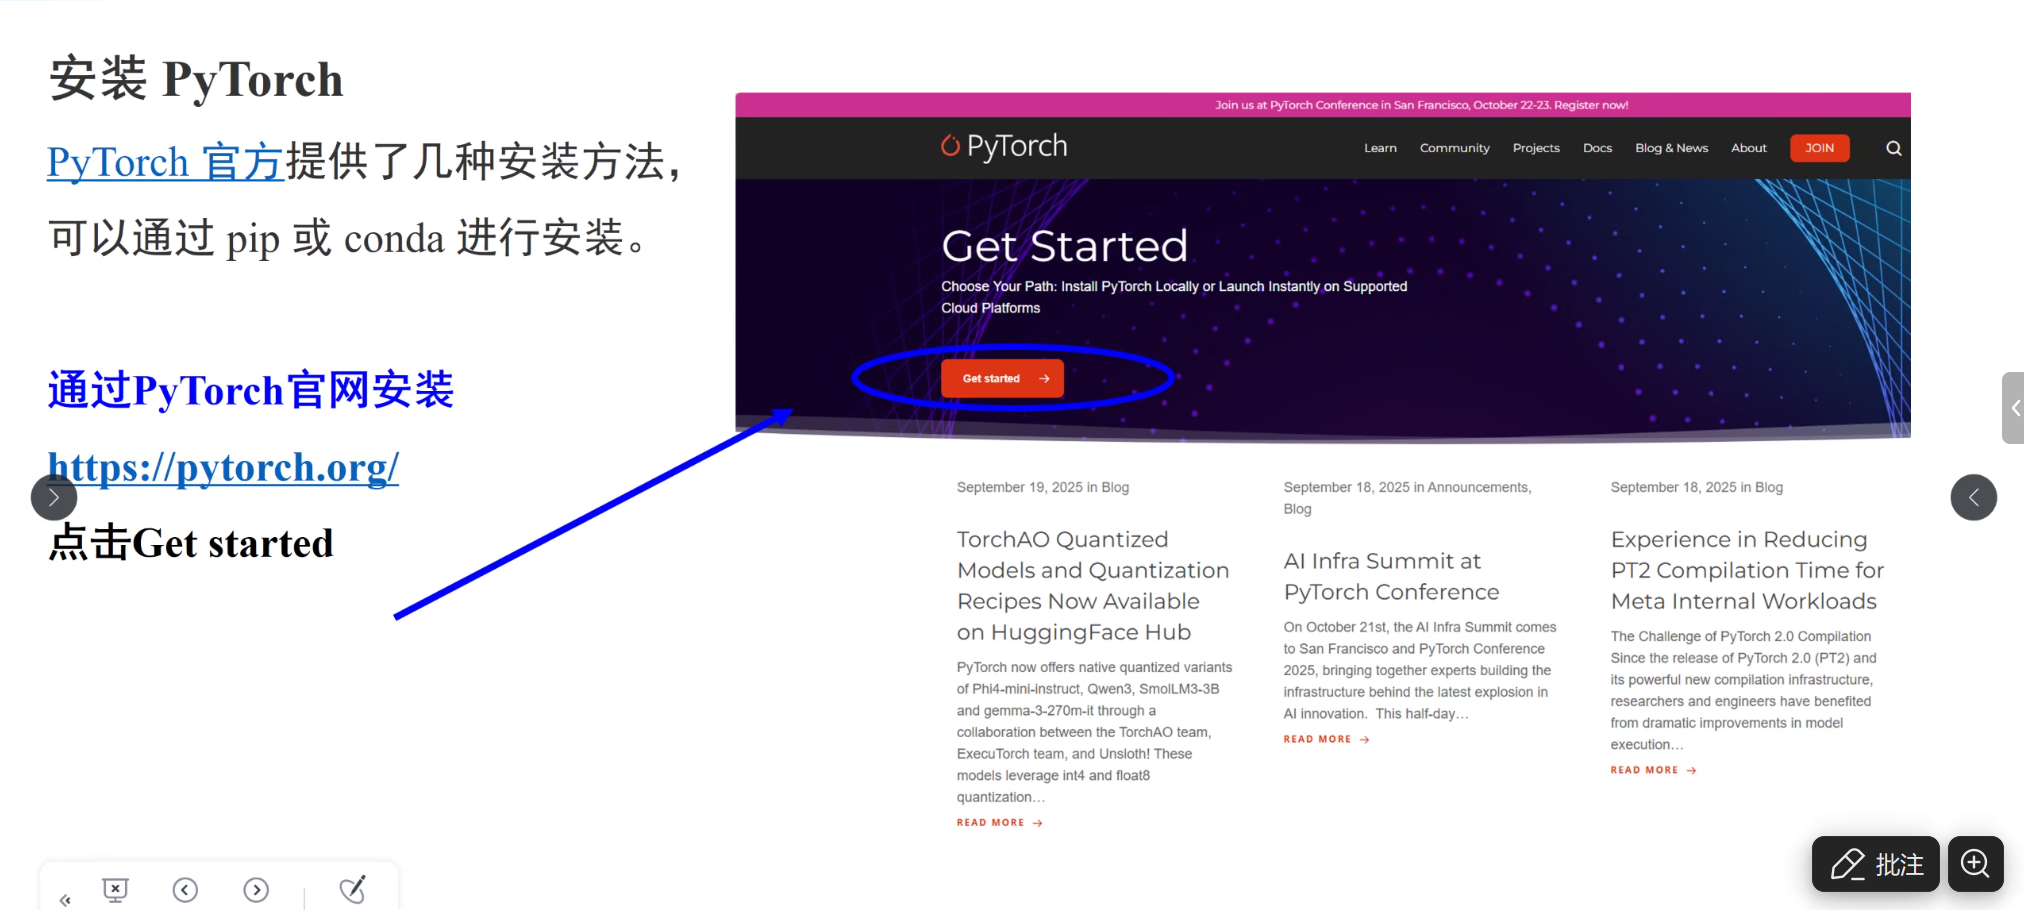 安装 PyTorch
PyTorch 官方提供了几种安装方法，
可以通过 pip 或 conda 进行安装。
通过PyTorch官网安装
https://pytorch.org/
点击Get started
Join us at PyTorch Conference in San Francisco, October 22-23. Register now!
PyTorch
Learn Community Projects Docs Blog & News About JOIN
Get Started
Choose Your Path: Install PyTorch Locally or Launch Instantly on Supported
Cloud Platforms
Get started →
September 19, 2025 in Blog
TorchAO Quantized
Models and Quantization
Recipes Now Available
on HuggingFace Hub
PyTorch now offers native quantized variants
of Phi4-mini-instruct, Qwen3, SmolLM3-3B
and gemma-3-270m-it through a
collaboration between the TorchAO team,
ExecuTorch team, and Unsloth! These
models leverage int4 and float8
quantization…
READ MORE →
September 18, 2025 in Announcements,
Blog
AI Infra Summit at
PyTorch Conference
On October 21st, the AI Infra Summit comes
to San Francisco and PyTorch Conference
2025, bringing together experts building the
infrastructure behind the latest explosion in
AI innovation.  This half-day…
READ MORE →
September 18, 2025 in Blog
Experience in Reducing
PT2 Compilation Time for
Meta Internal Workloads
The Challenge of PyTorch 2.0 Compilation
Since the release of PyTorch 2.0 (PT2) and
its powerful new compilation infrastructure,
researchers and engineers have benefited
from dramatic improvements in model
execution…
READ MORE →
批注